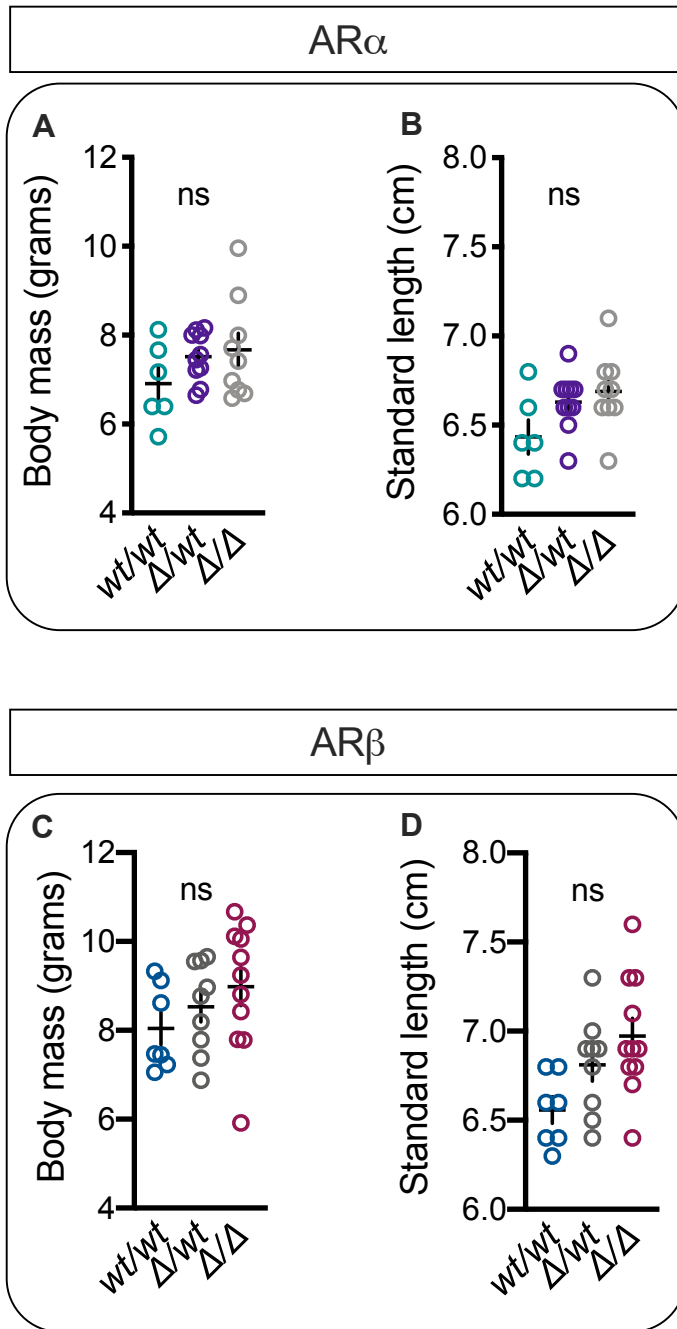 ARα
A
Body mass (grams)
12
10
8
6
4
ns
wt/wt
Δ/wt
Δ/Δ
B
Standard length (cm)
8.0
7.5
7.0
6.5
6.0
ns
wt/wt
Δ/wt
Δ/Δ
ARβ
C
Body mass (grams)
12
10
8
6
4
ns
wt/wt
Δ/wt
Δ/Δ
D
Standard length (cm)
8.0
7.5
7.0
6.5
6.0
ns
wt/wt
Δ/wt
Δ/Δ